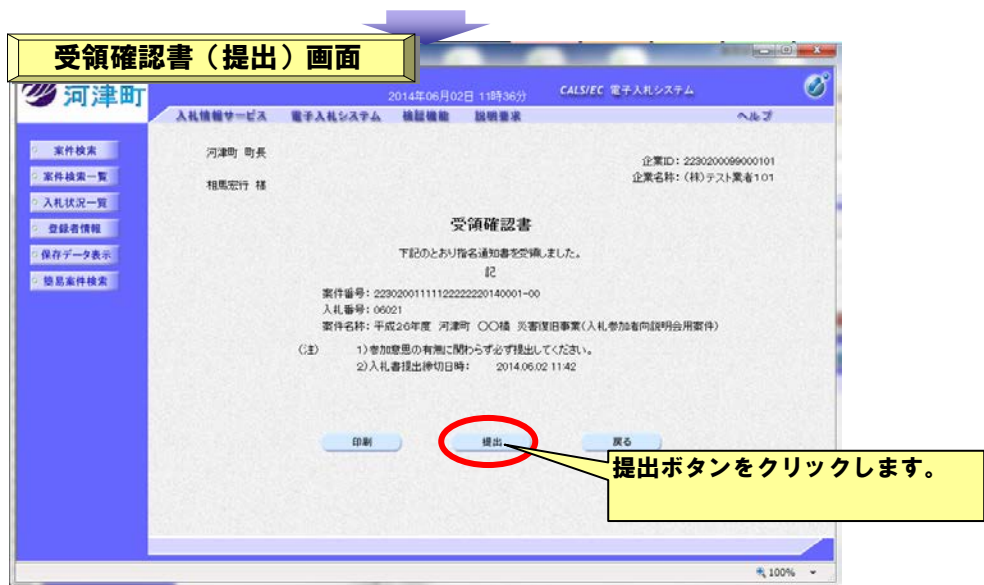 受領確認書（提出）画面
河津町
2014年06月02日 11時36分
CALS/EC 電子入札システム
入札情報サービス 電子入札システム 検証機能 説明要求 ヘルプ
案件検索
案件検索一覧
入札状況一覧
登録者情報
保存データ表示
簡易案件検索
河津町 町長
相馬宏行 様
企業ID：2230200099000101
企業名称：(株)テスト業者101
受領確認書
下記のとおり指名通知書を受領しました。
記
案件番号：22302001111122222220140001-00
入札番号：06021
案件名称：平成26年度 河津町 〇〇橋 災害復旧事業(入札参加者向説明会用案件)
(注) 1)参加意思の有無に関わらず必ず提出してください。
2)入札書提出締切日時： 2014.06.02 11:42
印刷 提出 戻る
提出ボタンをクリックします。
100%